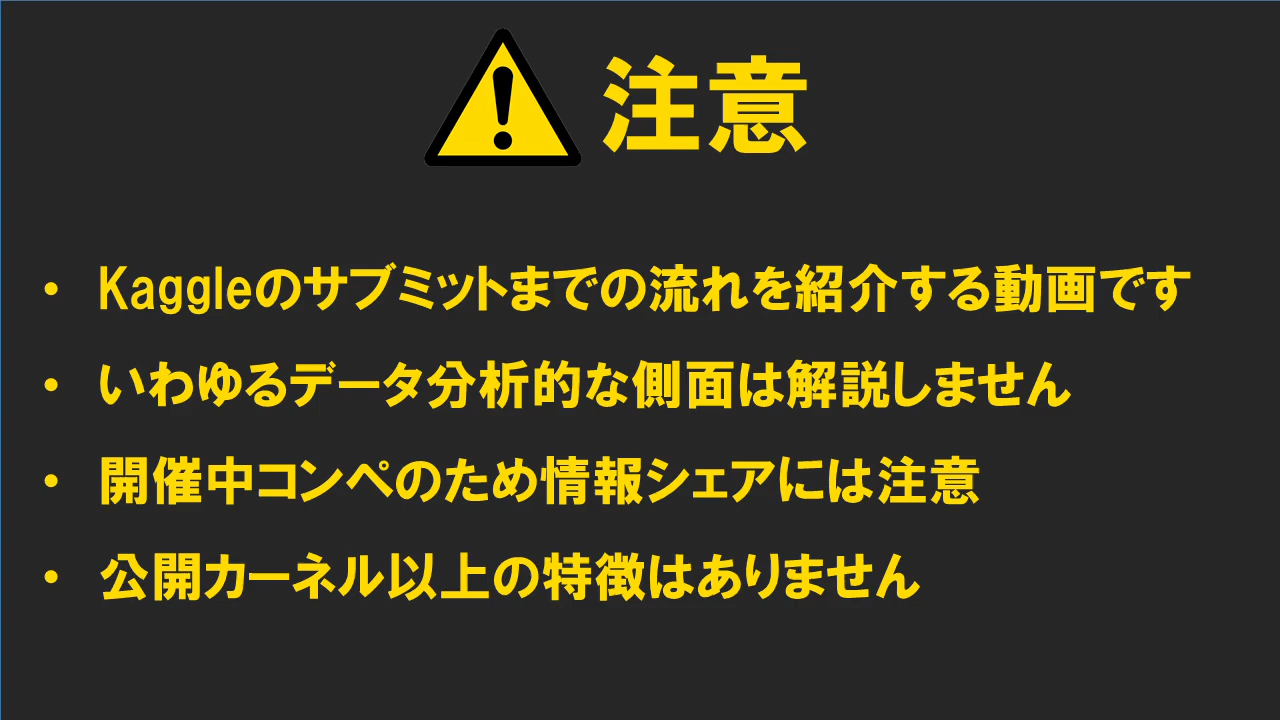 注意
• Kaggleのサブミットまでの流れを紹介する動画です
• いわゆるデータ分析的な側面は解説しません
• 開催中コンペのため情報シェアには注意
• 公開カーネル以上の特徴はありません